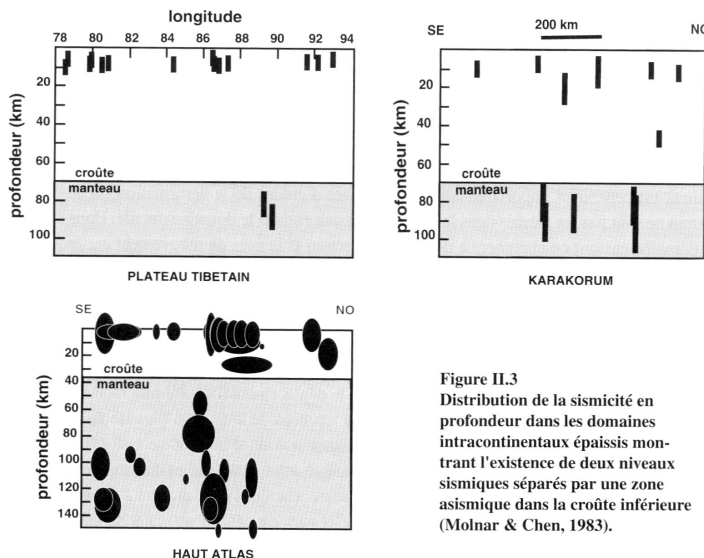 longitude
78 80 82 84 86 88 90 92 94
20
40
60
80
100
profondeur (km)
croûte
manteau
PLATEAU TIBETAIN
200 km
SE
NO
20
40
60
80
100
profondeur (km)
croûte
manteau
KARAKORUM
SE
NO
20
40
60
80
100
120
140
profondeur (km)
croûte
manteau
HAUT ATLAS
Figure II.3
Distribution de la sismicité en
profondeur dans les domaines
intracontinentaux épaissis mon-
trant l'existence de deux niveaux
sismiques séparés par une zone
asismique dans la croûte inférieure
(Molnar & Chen, 1983).